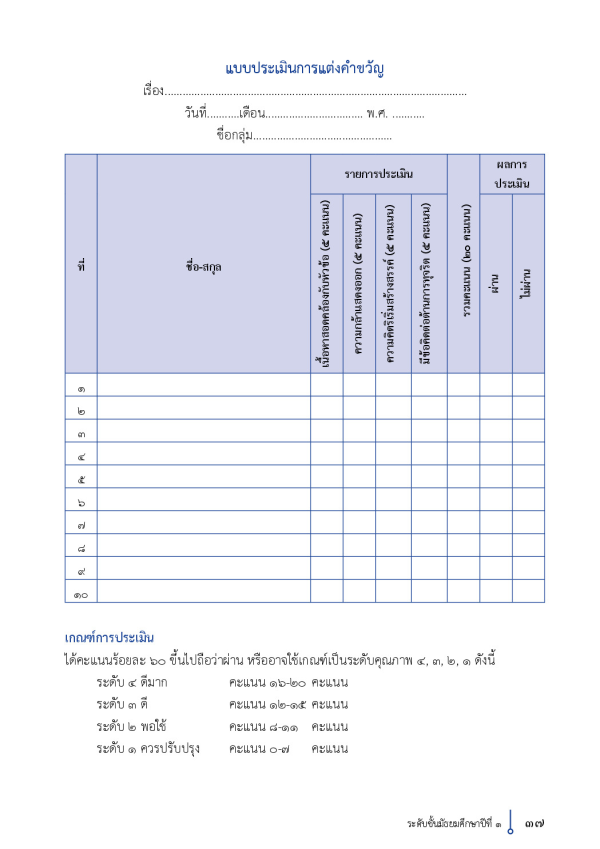 แบบประเมินการแต่งคำขวัญ
เรื่อง.....................................................................................................
วันที่...........เดือน................................. พ.ศ. ...........
ชื่อกลุ่ม...............................................
ที่
ชื่อ-สกุล
รายการประเมิน
เนื้อหาสอดคล้องกับหัวข้อ (๕ คะแนน)
ความกล้าแสดงออก (๕ คะแนน)
ความคิดริเริ่มสร้างสรรค์ (๕ คะแนน)
มีข้อคิดต่อต้านการทุจริต (๕ คะแนน)
รวมคะแนน (๒๐ คะแนน)
ผลการ
ประเมิน
ผ่าน
ไม่ผ่าน
๑
๒
๓
๔
๕
๖
๗
๘
๙
๑๐
เกณฑ์การประเมิน
ได้คะแนนร้อยละ ๖๐ ขึ้นไปถือว่าผ่าน หรืออาจใช้เกณฑ์เป็นระดับคุณภาพ ๔, ๓, ๒, ๑ ดังนี้
ระดับ ๔ ดีมาก คะแนน ๑๖-๒๐ คะแนน
ระดับ ๓ ดี คะแนน ๑๒-๑๕ คะแนน
ระดับ ๒ พอใช้ คะแนน ๘-๑๑ คะแนน
ระดับ ๑ ควรปรับปรุง คะแนน ๐-๗ คะแนน
ระดับชั้นมัธยมศึกษาปีที่ ๑ ๓๗